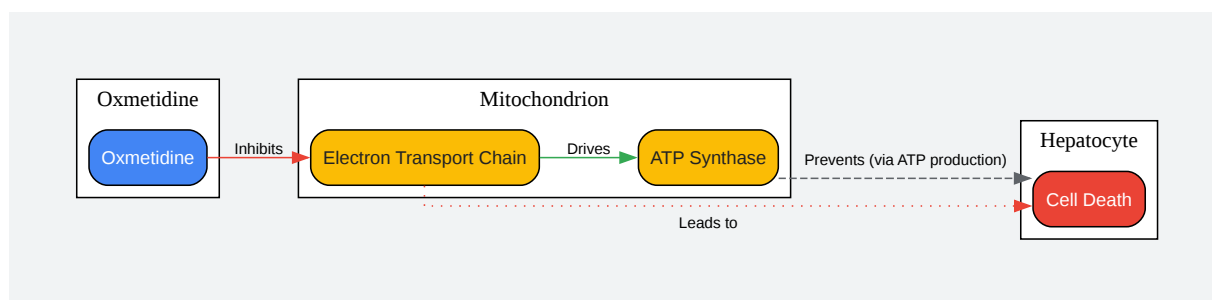 Oxmetidine
Oxmetidine
Inhibits
Mitochondrion
Electron Transport Chain
Drives
ATP Synthase
Prevents (via ATP production)
Leads to
Hepatocyte
Cell Death